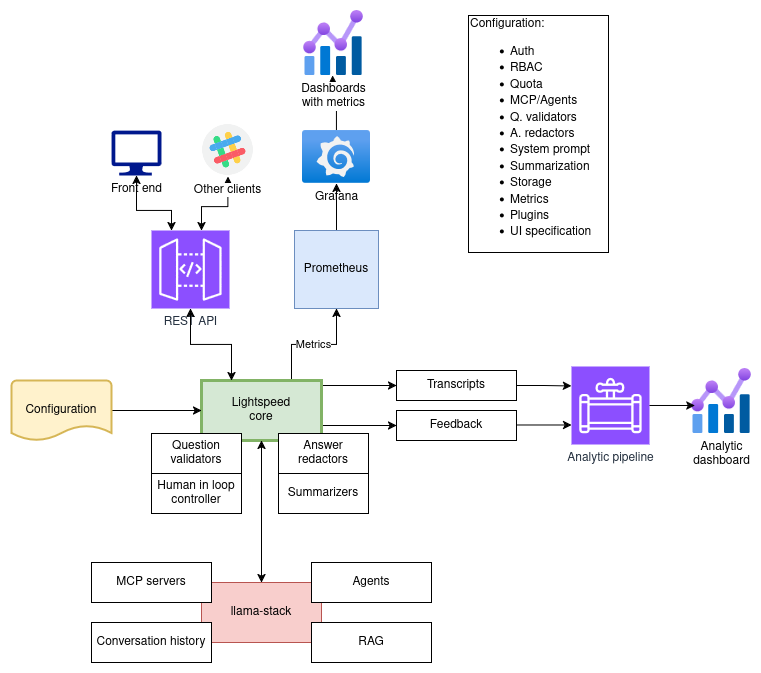 Configuration:
• Auth
• RBAC
• Quota
• MCP/Agents
• Q. validators
• A. redactors
• System prompt
• Summarization
• Storage
• Metrics
• Plugins
• UI specification
Dashboards
with metrics
Front end
Other clients
Grafana
</>
Prometheus
REST API
Metrics
Configuration
Lightspeed
core
Transcripts
Feedback
Analytic pipeline
Analytic
dashboard
Question
validators
Answer
redactors
Human in loop
controller
Summarizers
MCP servers
Agents
llama-stack
Conversation history
RAG